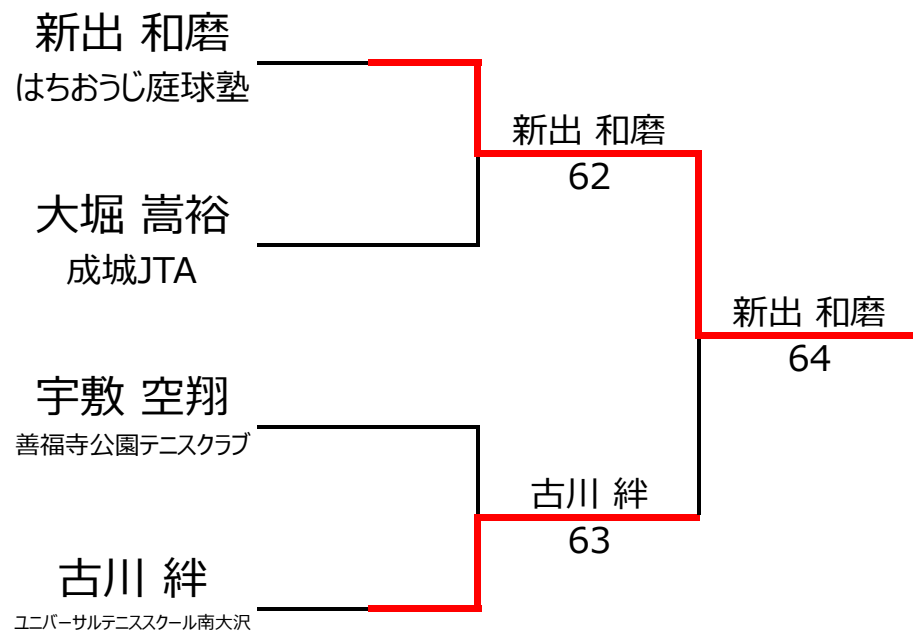 新出 和磨
はちおうじ庭球塾
新出 和磨
62
大堀 嵩裕
成城JTA
新出 和磨
64
宇敷 空翔
善福寺公園テニスクラブ
古川 絆
63
古川 絆
ユニバーサルテニススクール南大沢